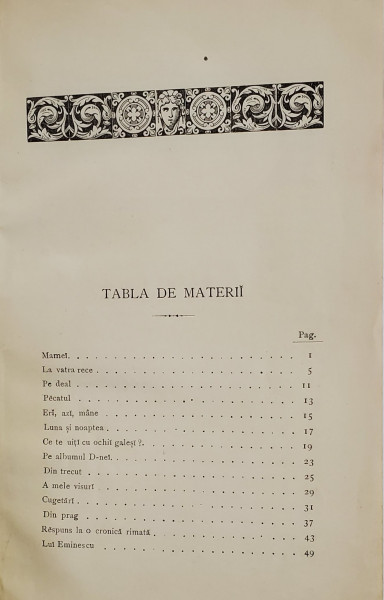 TABLA DE MATERIĬ
Pag.
Mameĭ. . . . . . . . . . . . . . . . . . . . . . . . 1
La vatra rece . . . . . . . . . . . . . . . . . . . . 5
Pe deal . . . . . . . . . . . . . . . . . . . . . . . 11
Pĕcatul . . . . . . . . . . . . . . . . . . . . . . . 13
Erĭ, azĭ, mâne . . . . . . . . . . . . . . . . . . . . 15
Luna și noaptea . . . . . . . . . . . . . . . . . . . 17
Ce te uiți cu ochiĭ galeșĭ ?. . . . . . . . . . . . . . 19
Pe albumul D-neĭ. . . . . . . . . . . . . . . . . . . 23
Din trecut . . . . . . . . . . . . . . . . . . . . . . 25
A mele visurĭ . . . . . . . . . . . . . . . . . . . . 29
Cugetărĭ . . . . . . . . . . . . . . . . . . . . . . . 31
Din prag . . . . . . . . . . . . . . . . . . . . . . . 37
Rĕspuns la o cronică rimată . . . . . . . . . . . . . 43
Luĭ Eminescu . . . . . . . . . . . . . . . . . . . . . 49